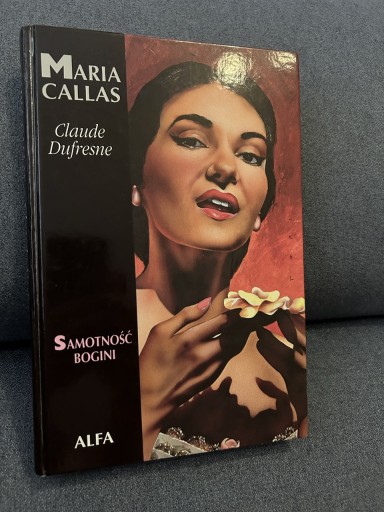 MARIA
CALLAS
Claude
Dufresne
SAMOTNOŚĆ
BOGINI
ALFA